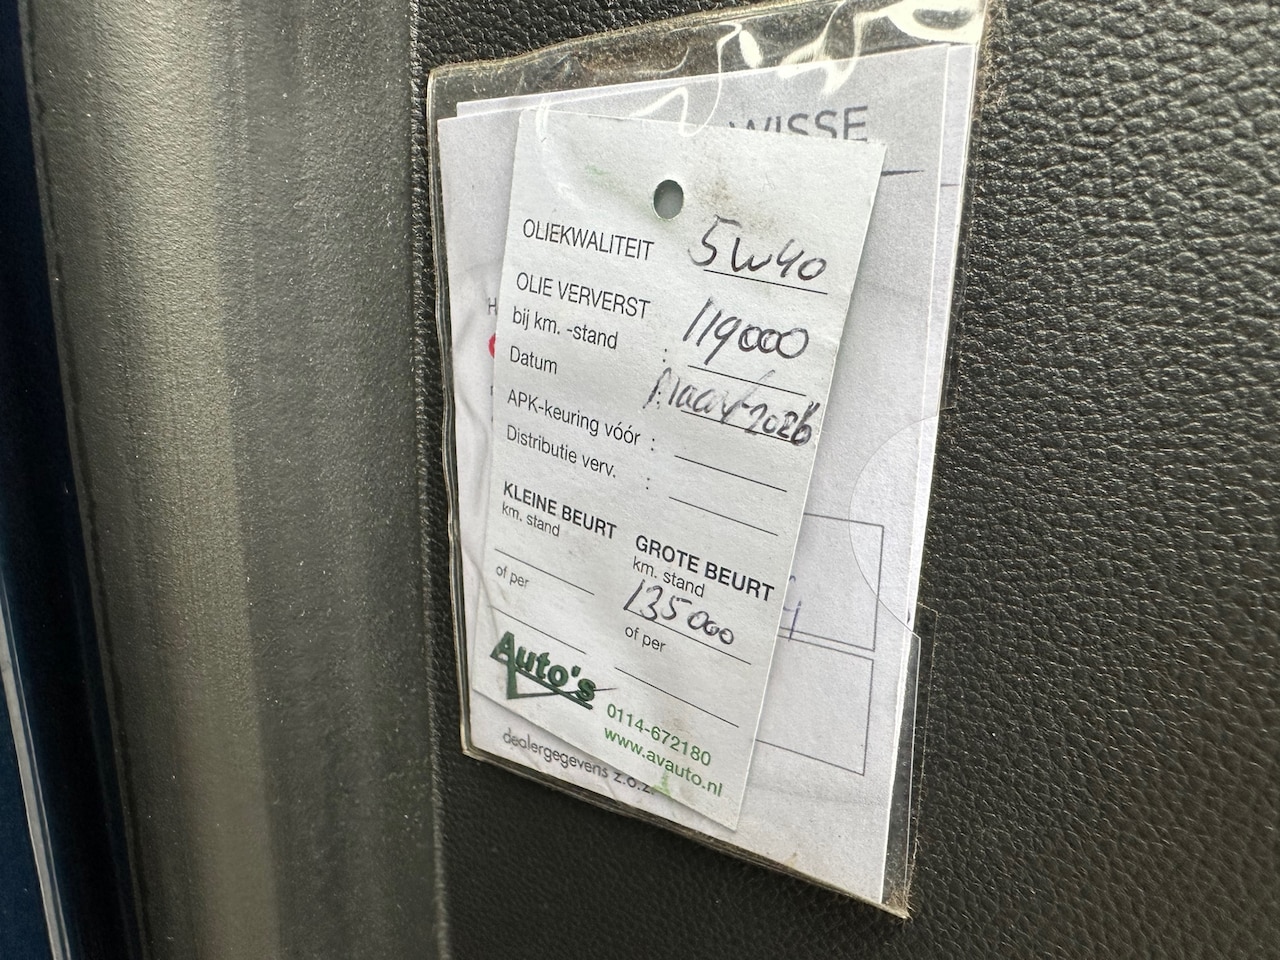 WISSE
OLIEKWALITEIT 5W40
OLIE VERVERST
bij km. -stand : 119000
Datum : Maart 2026
APK-keuring vóór :
Distributie verv. :
KLEINE BEURT
km. stand
of per
GROTE BEURT
km. stand
135000
of per
Auto's
0114-672180
www.avauto.nl
dealergegevens z.o.z.